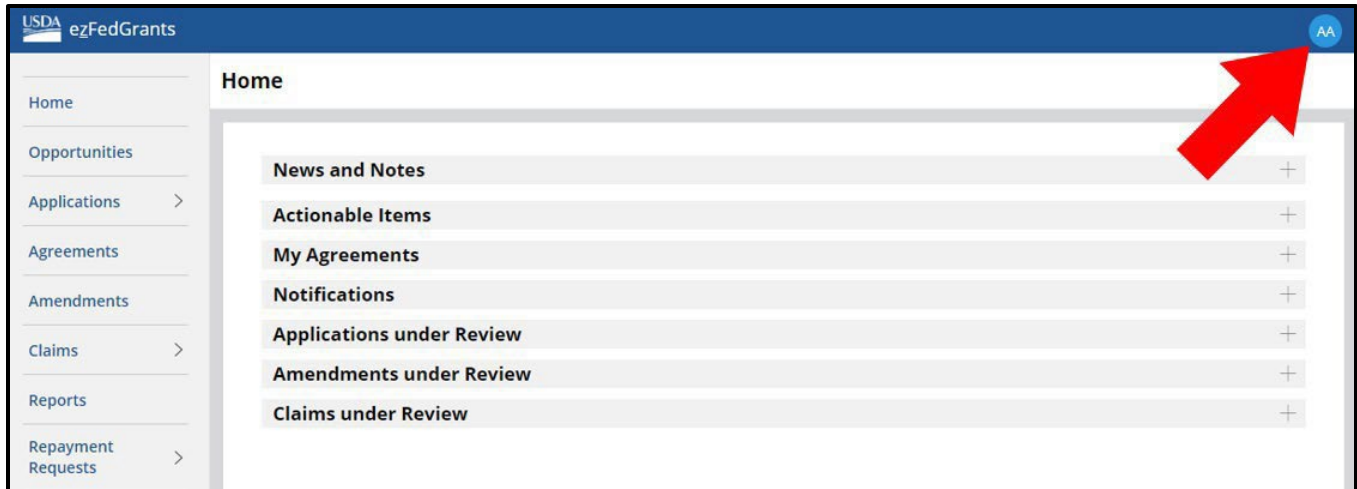 USDA ezFedGrants
AA
Home
Opportunities
Applications
Agreements
Amendments
Claims
Reports
Repayment
Requests
Home
News and Notes
Actionable Items
My Agreements
Notifications
Applications under Review
Amendments under Review
Claims under Review